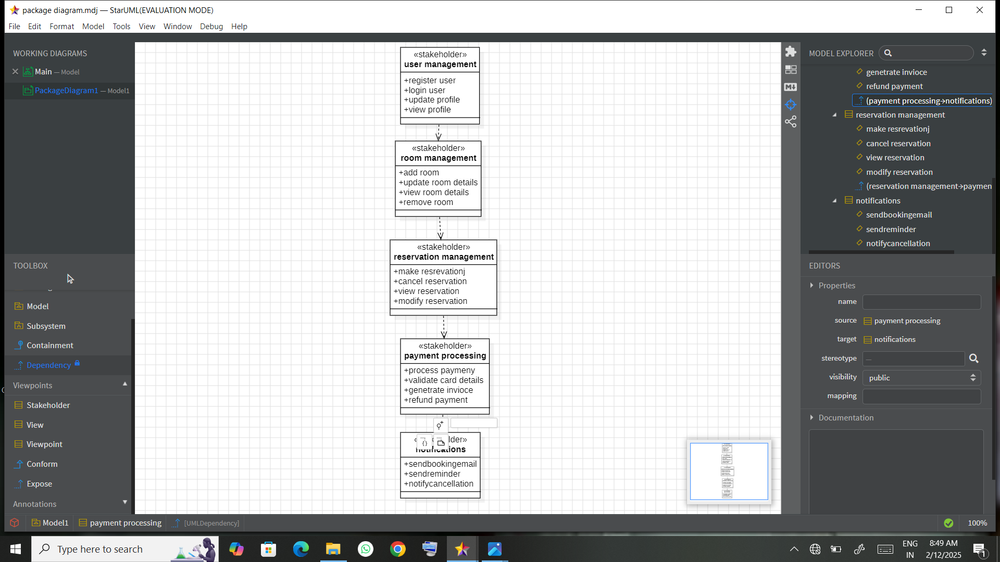 package diagram.mdj — StarUML(EVALUATION MODE)
File Edit Format Model Tools View Window Debug Help
WORKING DIAGRAMS
Main — Model
PackageDiagram1 — Model1
TOOLBOX
Model
Subsystem
Containment
Dependency
Viewpoints
Stakeholder
View
Viewpoint
Conform
Expose
Annotations
«stakeholder»
user management
+register user
+login user
+update profile
+view profile
«stakeholder»
room management
+add room
+update room details
+view room details
+remove room
«stakeholder»
reservation management
+make resrevationj
+cancel reservation
+view reservation
+modify reservation
«stakeholder»
payment processing
+process paymeny
+validate card details
+genetrate invioce
+refund payment
notifications
+sendbookingemail
+sendreminder
+notifycancellation
MODEL EXPLORER
genetrate invioce
refund payment
(payment processing→notifications)
reservation management
make resrevationj
cancel reservation
view reservation
modify reservation
(reservation management→paymen
notifications
sendbookingemail
sendreminder
notifycancellation
EDITORS
Properties
name
source payment processing
target notifications
stereotype —
visibility public
mapping
Documentation
Model1 payment processing [UMLDependency]
100%
Type here to search
ENG
IN
8:49 AM
2/12/2025
1